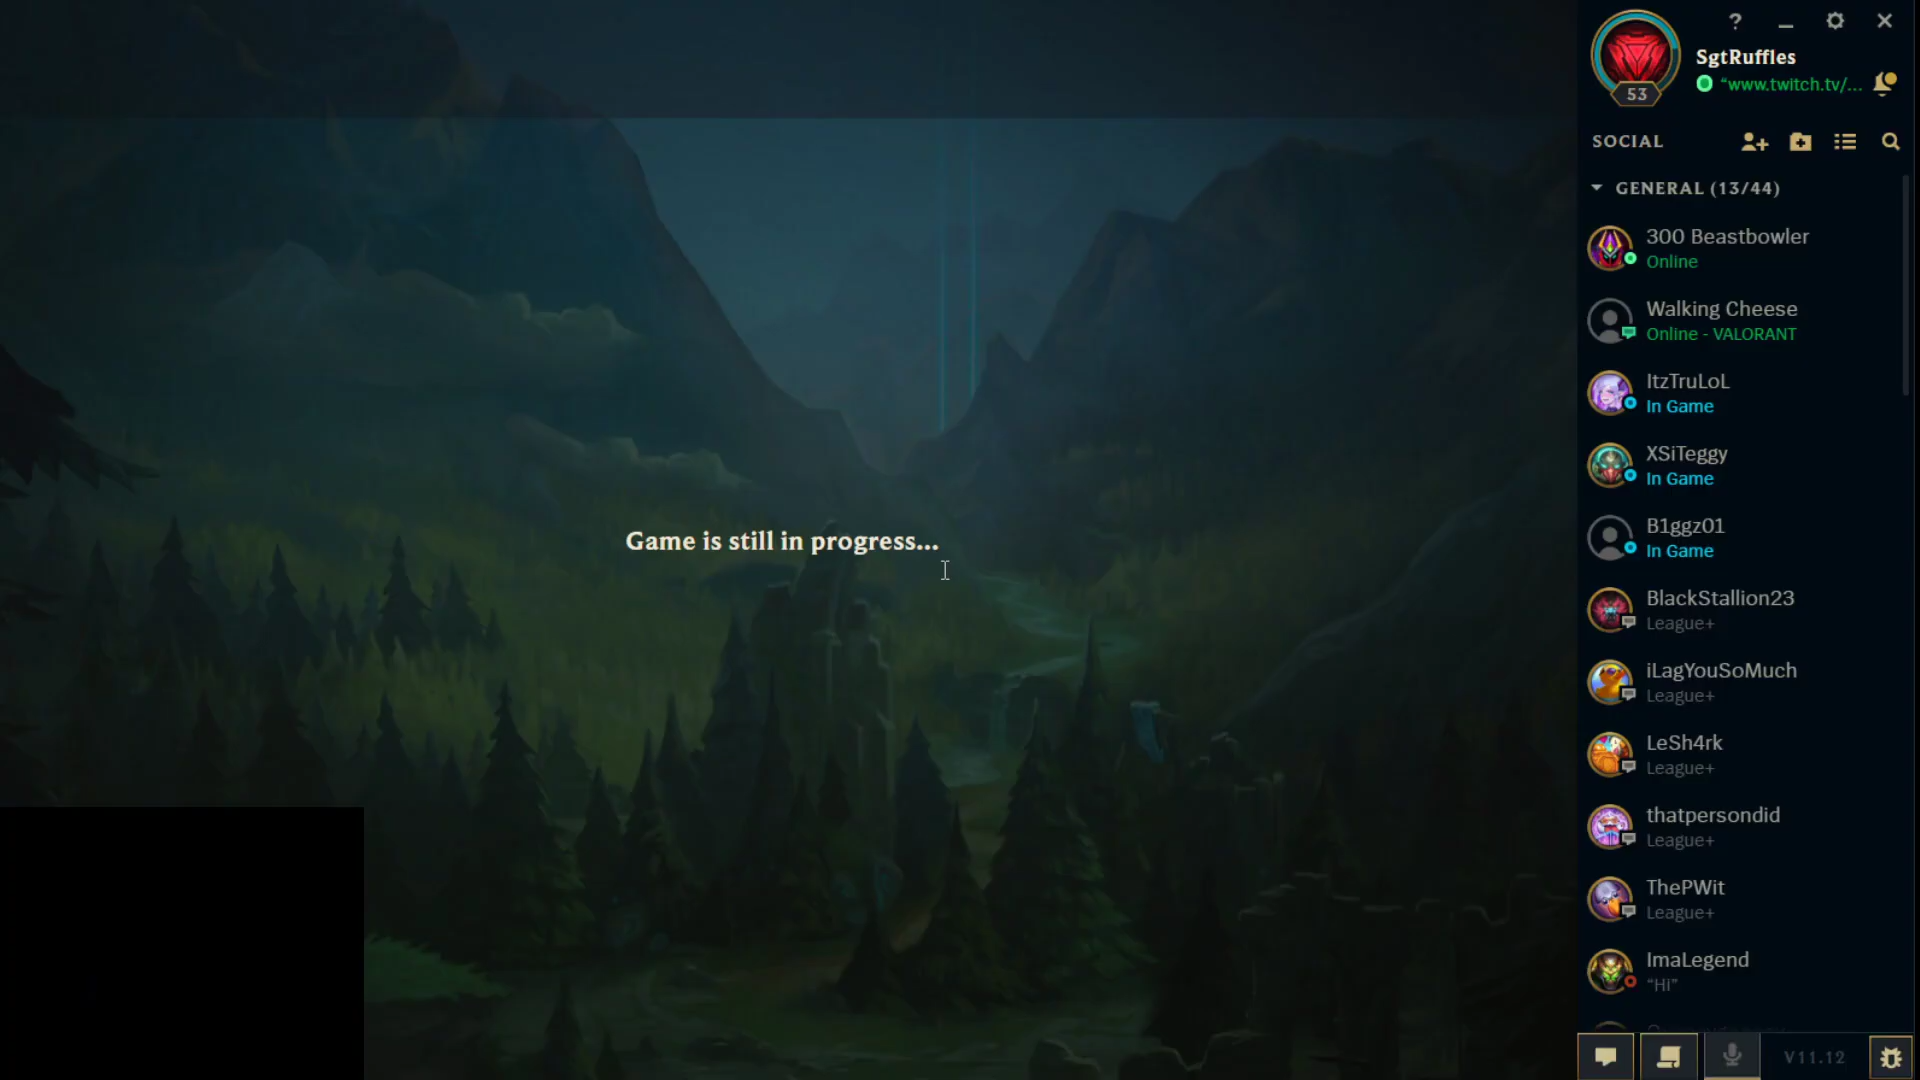 ?
SgtRuffles
53
“www.twitch.tv/...
SOCIAL
GENERAL (13/44)
300 Beastbowler
Online
Walking Cheese
Online - VALORANT
ItzTruLoL
In Game
XSiTeggy
In Game
Game is still in progress...
B1ggz01
In Game
BlackStallion23
League+
iLagYouSoMuch
League+
LeSh4rk
League+
thatpersondid
League+
ThePWit
League+
ImaLegend
“Hi”
V11.12